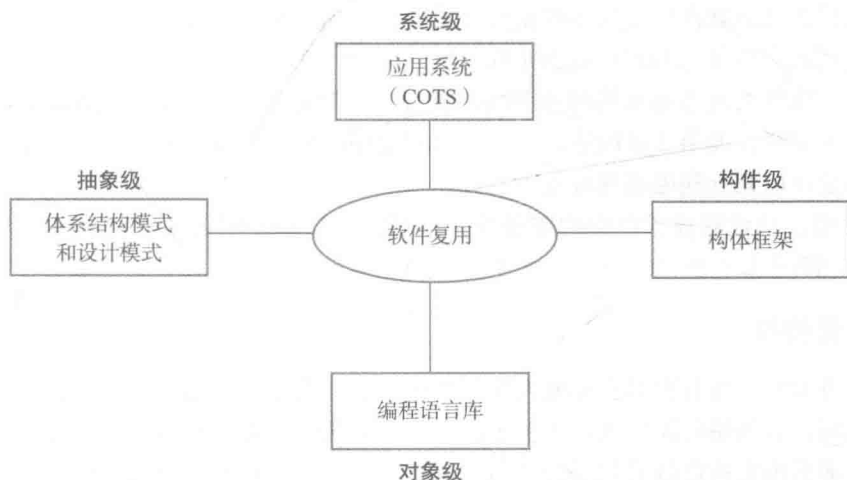 系统级
应用系统
（COTS）
抽象级
体系结构模式
和设计模式
软件复用
构件级
构体框架
编程语言库
对象级